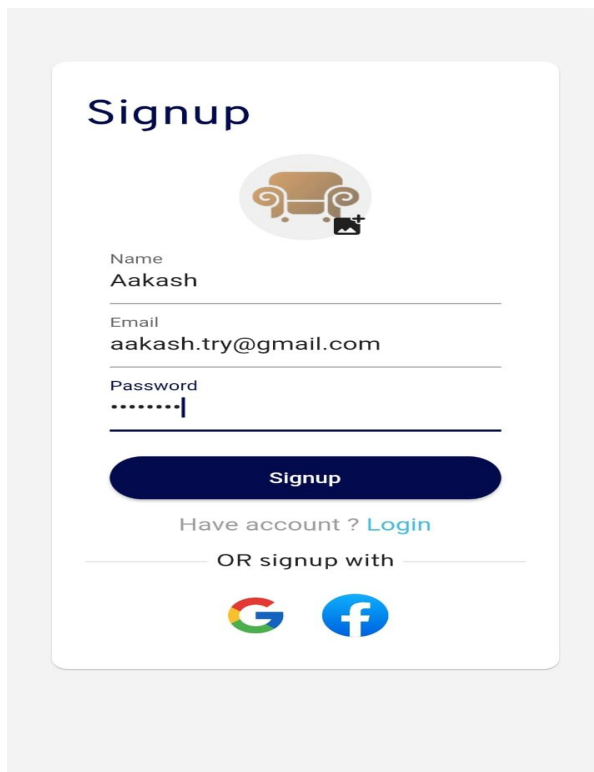 Signup
Name
Aakash
Email
aakash.try@gmail.com
Password
••••••••
Signup
Have account ? Login
OR signup with